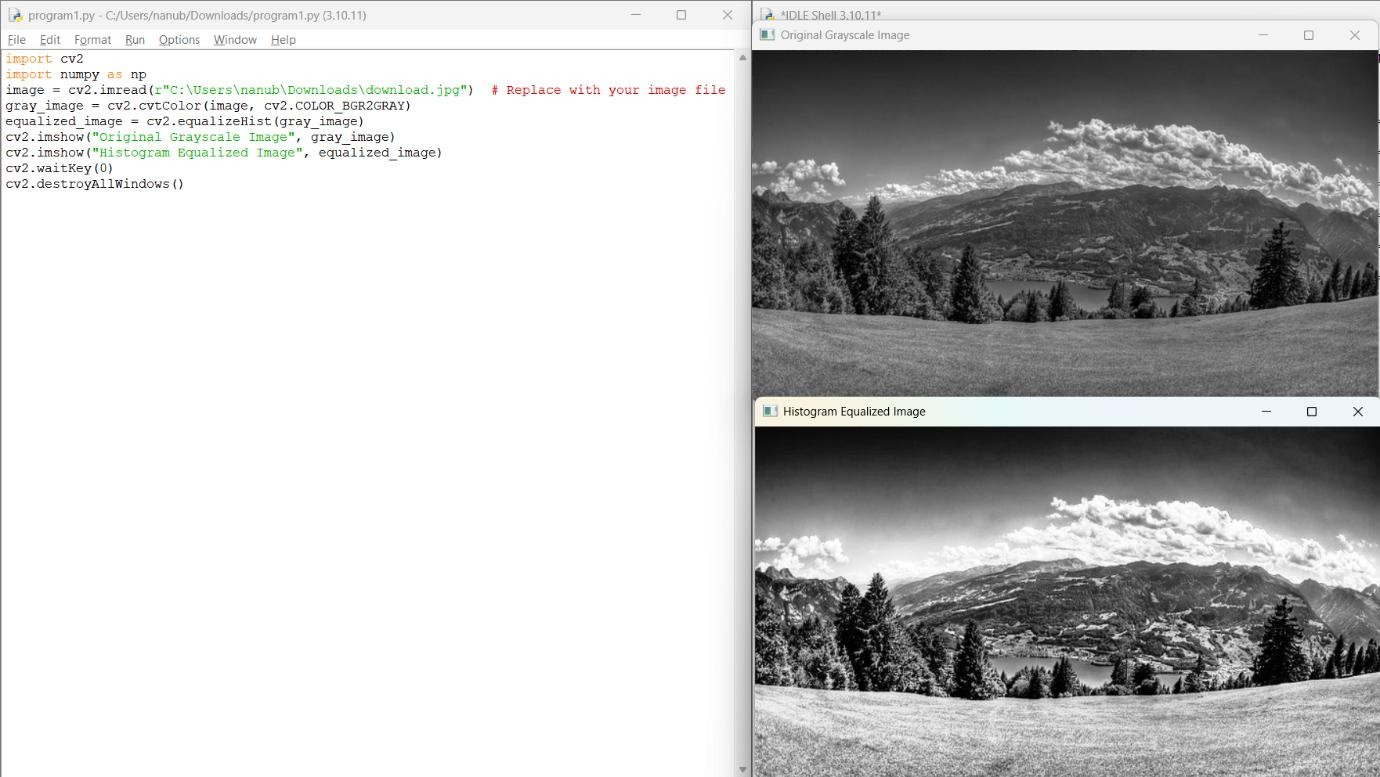 program1.py - C:/Users/nanub/Downloads/program1.py (3.10.11)
File Edit Format Run Options Window Help
import cv2
import numpy as np
image = cv2.imread(r"C:\Users\nanub\Downloads\download.jpg")  # Replace with your image file
gray_image = cv2.cvtColor(image, cv2.COLOR_BGR2GRAY)
equalized_image = cv2.equalizeHist(gray_image)
cv2.imshow("Original Grayscale Image", gray_image)
cv2.imshow("Histogram Equalized Image", equalized_image)
cv2.waitKey(0)
cv2.destroyAllWindows()
*IDLE Shell 3.10.11*
Original Grayscale Image
Histogram Equalized Image